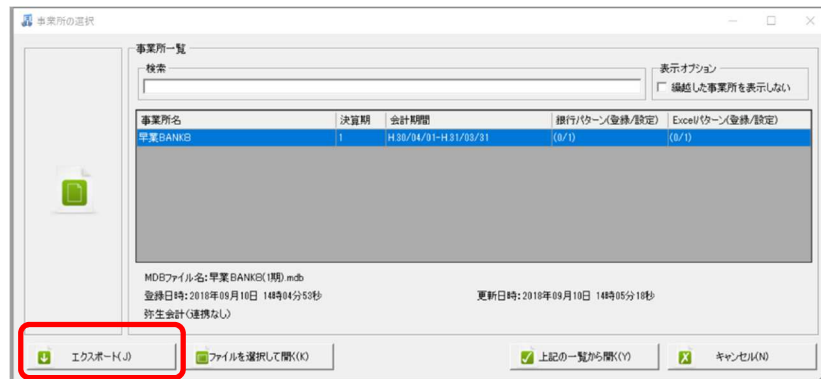 事業所の選択
事業所一覧
検索
表示オプション
繰越した事業所を表示しない
事業所名 決算期 会計期間 銀行パターン(登録/設定) Excelパターン(登録/設定)
早業BANK8 1 H.30/04/01-H.31/03/31 (0/1) (0/1)
MDBファイル名:早業BANK8(1期).mdb
登録日時:2018年09月10日 14時04分53秒 更新日時:2018年09月10日 14時05分18秒
弥生会計(連携なし)
エクスポート(J) ファイルを選択して開く(K) 上記の一覧から開く(Y) キャンセル(N)